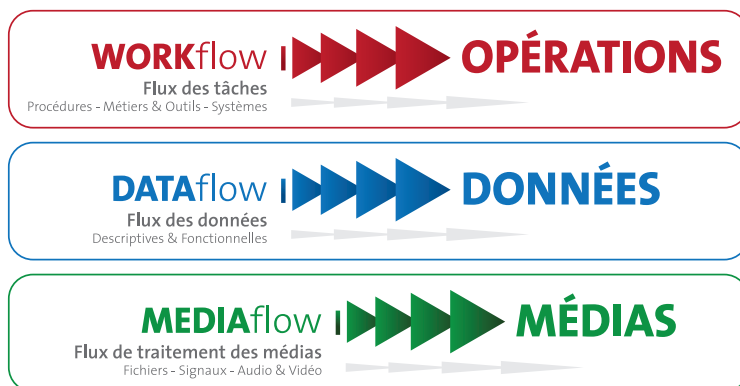 WORKflow OPÉRATIONS
Flux des tâches
Procédures - Métiers & Outils - Systèmes
DATAflow DONNÉES
Flux des données
Descriptives & Fonctionnelles
MEDIAflow MÉDIAS
Flux de traitement des médias
Fichiers - Signaux - Audio & Vidéo